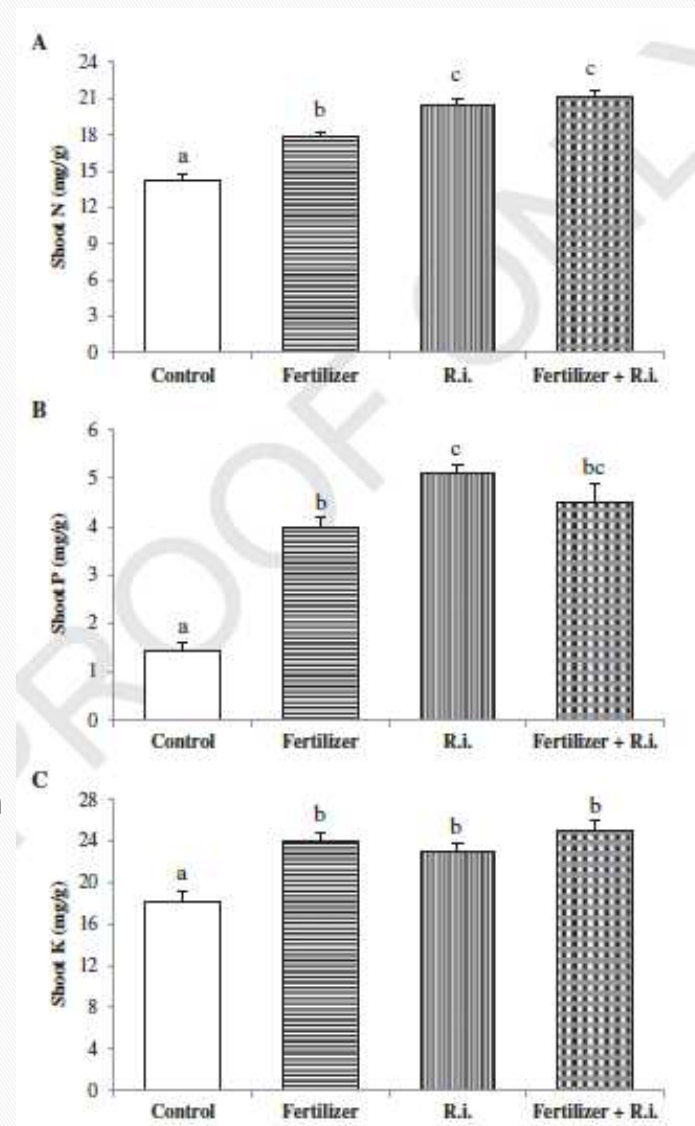 A
24
21
18
15
12
9
6
3
0
Shoot N (mg/g)
a
b
c
c
Control Fertilizer R.i. Fertilizer + R.i.
B
6
5
4
3
2
1
0
Shoot P (mg/g)
a
b
c
bc
Control Fertilizer R.i. Fertilizer + R.i.
C
28
24
20
16
12
8
4
0
Shoot K (mg/g)
a
b
b
b
Control Fertilizer R.i. Fertilizer + R.i.
PROOF ONLY